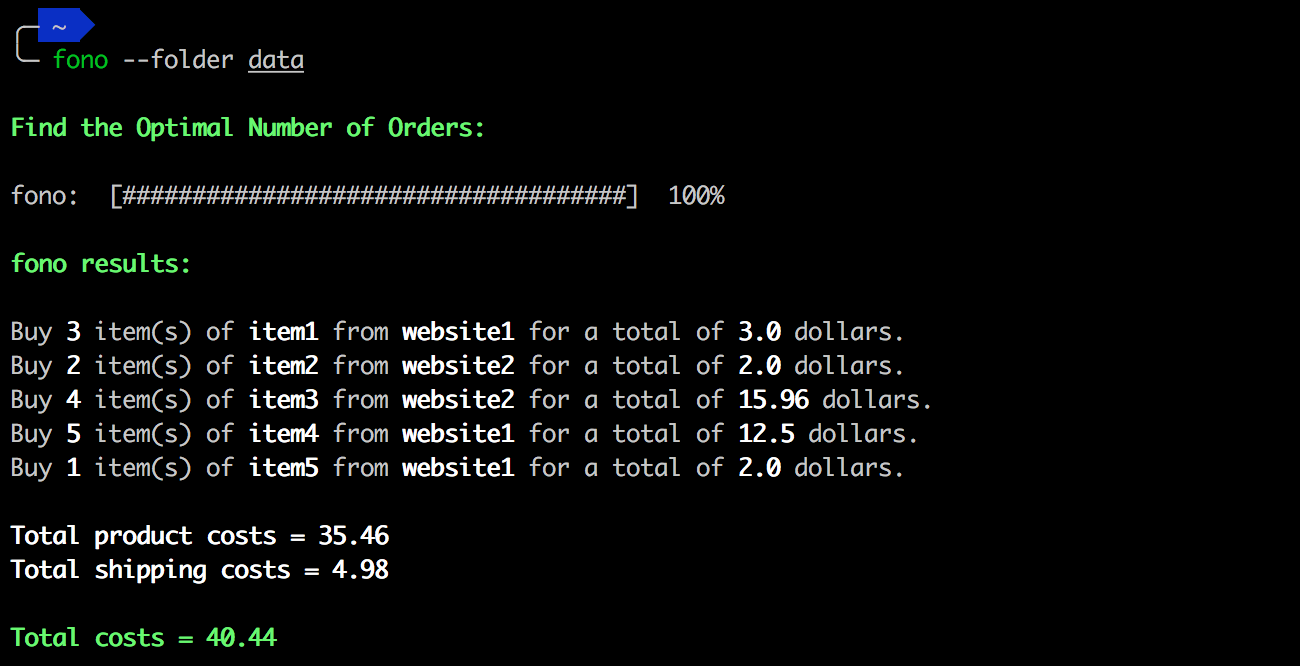 ~
fono --folder data
Find the Optimal Number of Orders:
fono:  [####################################]  100%
fono results:
Buy 3 item(s) of item1 from website1 for a total of 3.0 dollars.
Buy 2 item(s) of item2 from website2 for a total of 2.0 dollars.
Buy 4 item(s) of item3 from website2 for a total of 15.96 dollars.
Buy 5 item(s) of item4 from website1 for a total of 12.5 dollars.
Buy 1 item(s) of item5 from website1 for a total of 2.0 dollars.
Total product costs = 35.46
Total shipping costs = 4.98
Total costs = 40.44